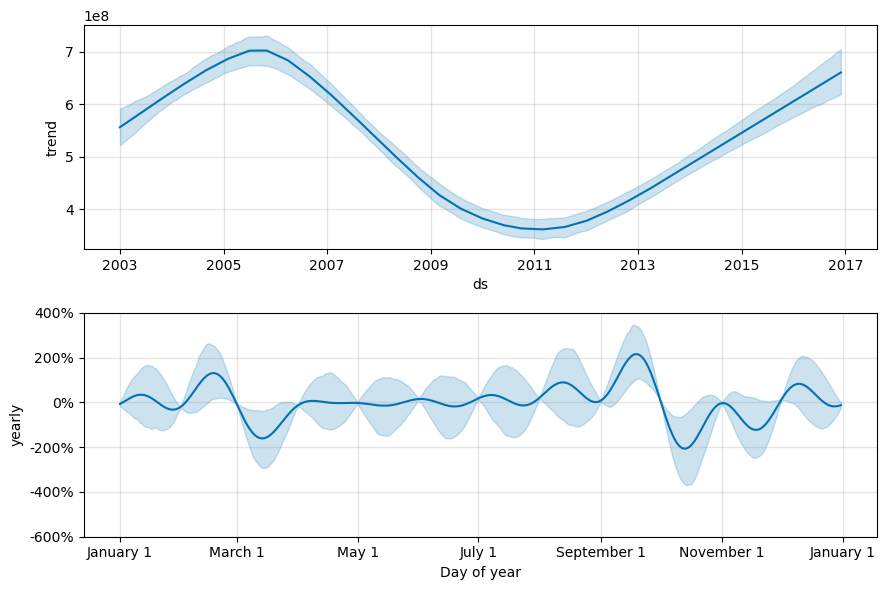 1e8
7
6
5
4
trend
2003 2005 2007 2009 2011 2013 2015 2017
ds
400%
200%
0%
-200%
-400%
-600%
yearly
January 1 March 1 May 1 July 1 September 1 November 1 January 1
Day of year